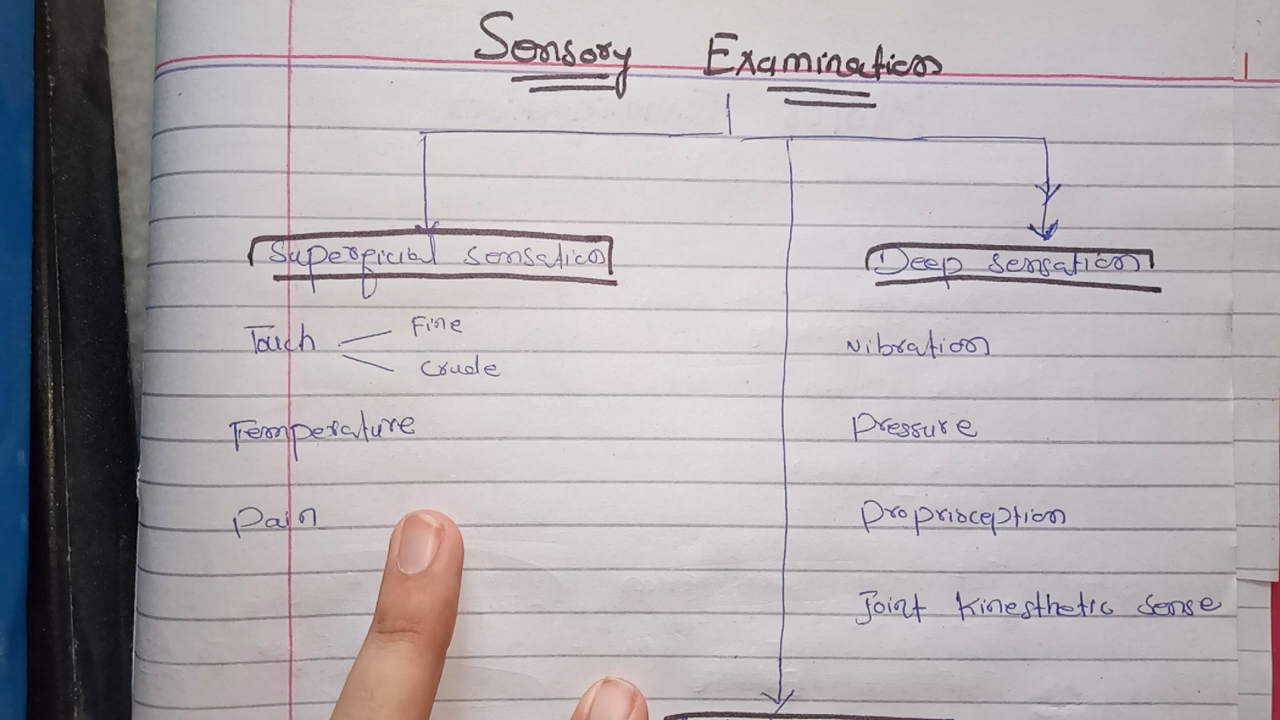 Sensory Examination
Superficial sensation
Deep sensation
Touch
Fine
Crude
Temperature
Pain
Vibration
Pressure
Proprioception
Joint Kinesthetic sense